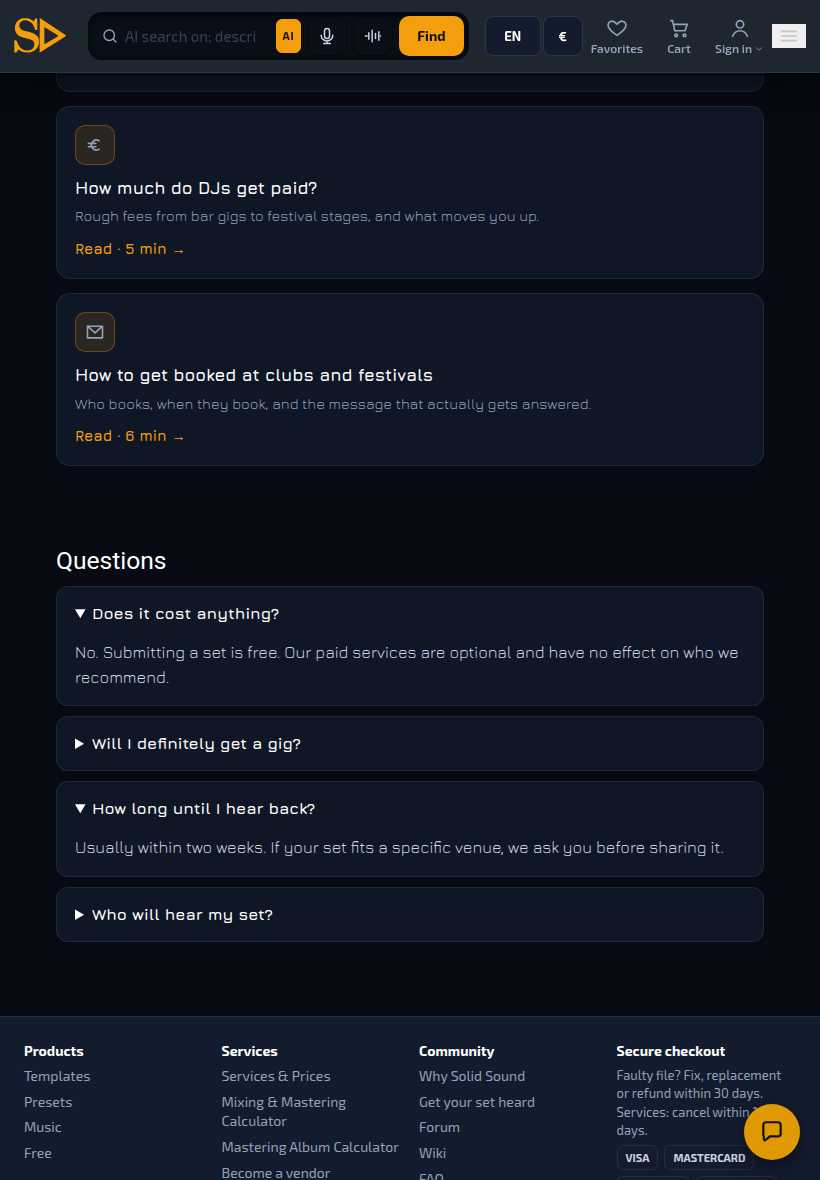 SD
AI search on: descri
AI
Find
EN
€
Favorites
Cart
Sign in
€
How much do DJs get paid?
Rough fees from bar gigs to festival stages, and what moves you up.
Read · 5 min →
How to get booked at clubs and festivals
Who books, when they book, and the message that actually gets answered.
Read · 6 min →
Questions
▼ Does it cost anything?
No. Submitting a set is free. Our paid services are optional and have no effect on who we
recommend.
▶ Will I definitely get a gig?
▼ How long until I hear back?
Usually within two weeks. If your set fits a specific venue, we ask you before sharing it.
▶ Who will hear my set?
Products
Templates
Presets
Music
Free
Services
Services & Prices
Mixing & Mastering
Calculator
Mastering Album Calculator
Become a vendor
Community
Why Solid Sound
Get your set heard
Forum
Wiki
FAQ
Secure checkout
Faulty file? Fix, replacement
or refund within 30 days.
Services: cancel within
days.
VISA
MASTERCARD